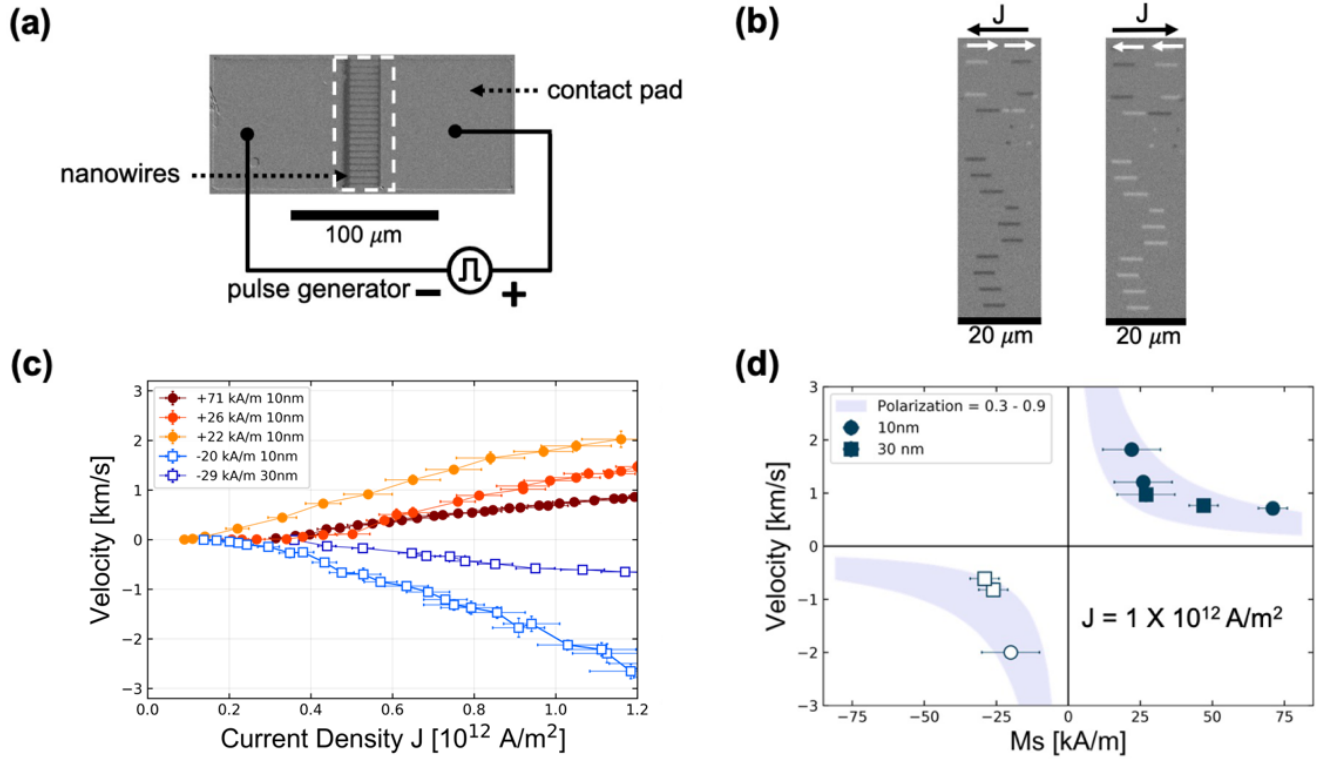 (a)
contact pad
nanowires
100 μm
pulse generator
− +
(b)
J J
20 μm 20 μm
(c)
+71 kA/m 10nm
+26 kA/m 10nm
+22 kA/m 10nm
-20 kA/m 10nm
-29 kA/m 30nm
Velocity [km/s]
3
2
1
0
−1
−2
−3
0.0 0.2 0.4 0.6 0.8 1.0 1.2
Current Density J [10¹² A/m²]
(d)
Polarization = 0.3 - 0.9
10nm
30 nm
J = 1 X 10¹² A/m²
Velocity [km/s]
3
2
1
0
−1
−2
−3
−75 −50 −25 0 25 50 75
Ms [kA/m]